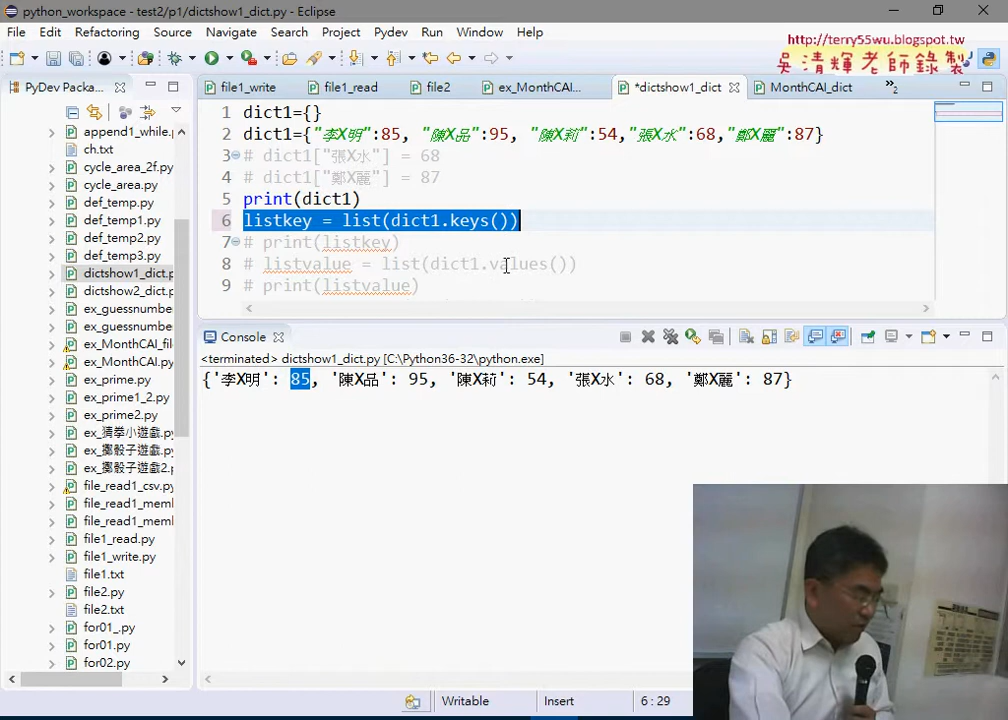 python_workspace - test2/p1/dictshow1_dict.py - Eclipse
File Edit Refactoring Source Navigate Search Project Pydev Run Window Help
http://terry55wu.blogspot.tw
吳清輝老師錄製
PyDev Packa...
file1_write file1_read file2 ex_MonthCAI... *dictshow1_dict MonthCAI_dict »2
append1_while.p
ch.txt
cycle_area_2f.py
cycle_area.py
def_temp.py
def_temp1.py
def_temp2.py
def_temp3.py
dictshow1_dict.p
dictshow2_dict.p
ex_guessnumbe
ex_MonthCAI_fil
ex_MonthCAI.py
ex_prime.py
ex_prime1_2.py
ex_prime2.py
ex_猜拳小遊戲.py
ex_擲骰子遊戲.py
ex_擲骰子遊戲2.p
file_read1_csv.py
file_read1_mem
file_read1_mem
file1_read.py
file1_write.py
file1.txt
file2.py
file2.txt
for01_.py
for01.py
for02.py
1 dict1={}
2 dict1={"李X明":85, "陳X品":95, "陳X莉":54,"張X水":68,"鄭X麗":87}
3 # dict1["張X水"] = 68
4 # dict1["鄭X麗"] = 87
5 print(dict1)
6 listkey = list(dict1.keys())
7 # print(listkey)
8 # listvalue = list(dict1.values())
9 # print(listvalue)
Console
<terminated> dictshow1_dict.py [C:\Python36-32\python.exe]
{'李X明': 85, '陳X品': 95, '陳X莉': 54, '張X水': 68, '鄭X麗': 87}
Writable Insert 6 : 29